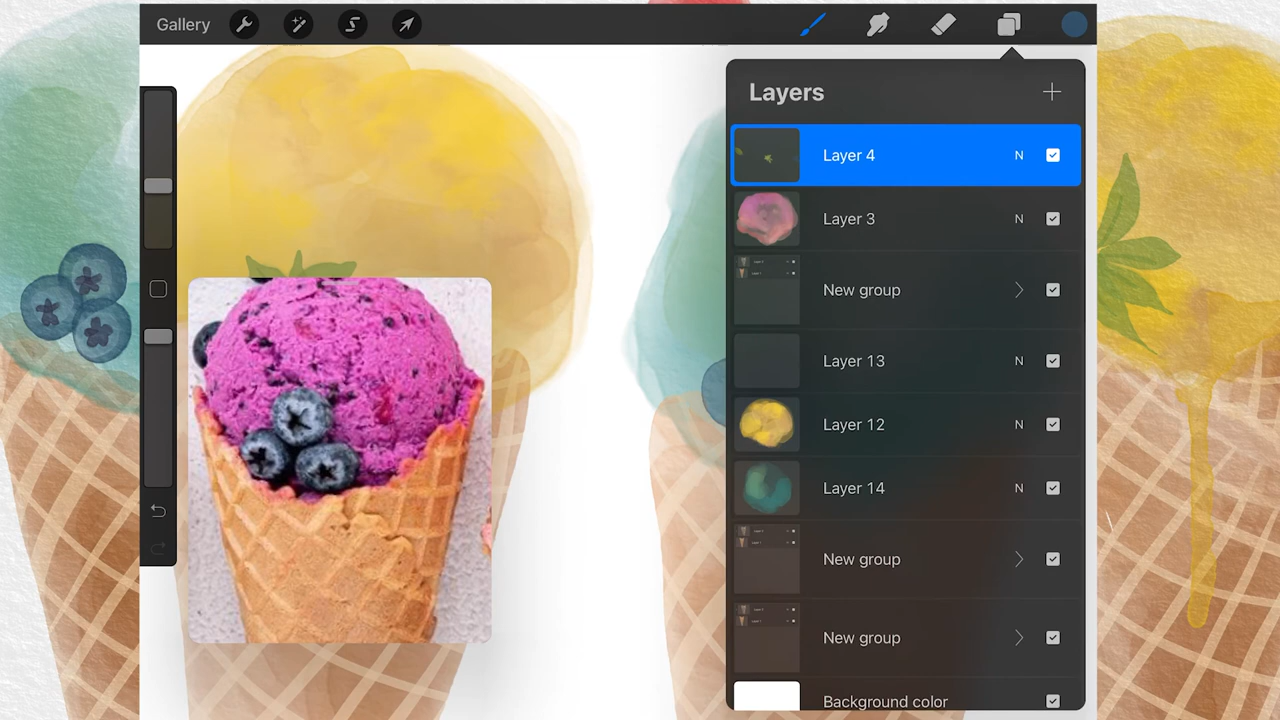 Gallery
Layers
Layer 4 N
Layer 3 N
New group
Layer 13 N
Layer 12 N
Layer 14 N
New group
New group
Background color